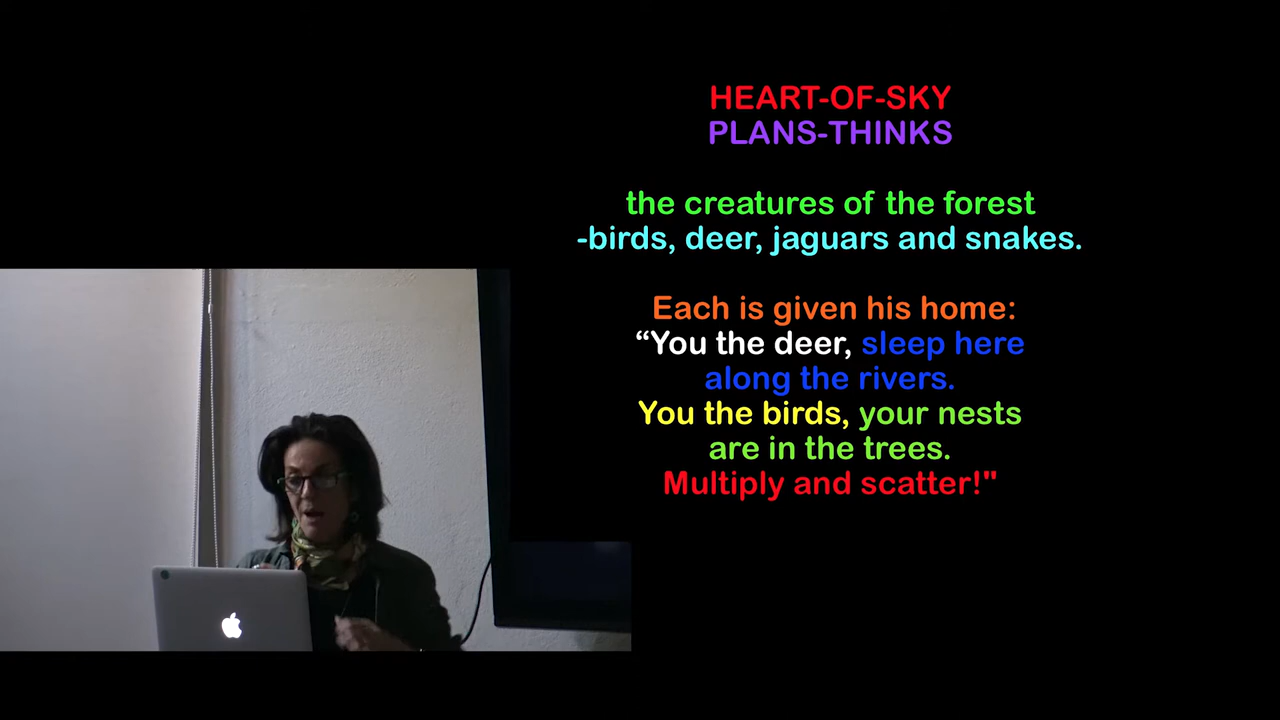 HEART-OF-SKY
PLANS-THINKS
the creatures of the forest
-birds, deer, jaguars and snakes.
Each is given his home:
“You the deer, sleep here
along the rivers.
You the birds, your nests
are in the trees.
Multiply and scatter!"